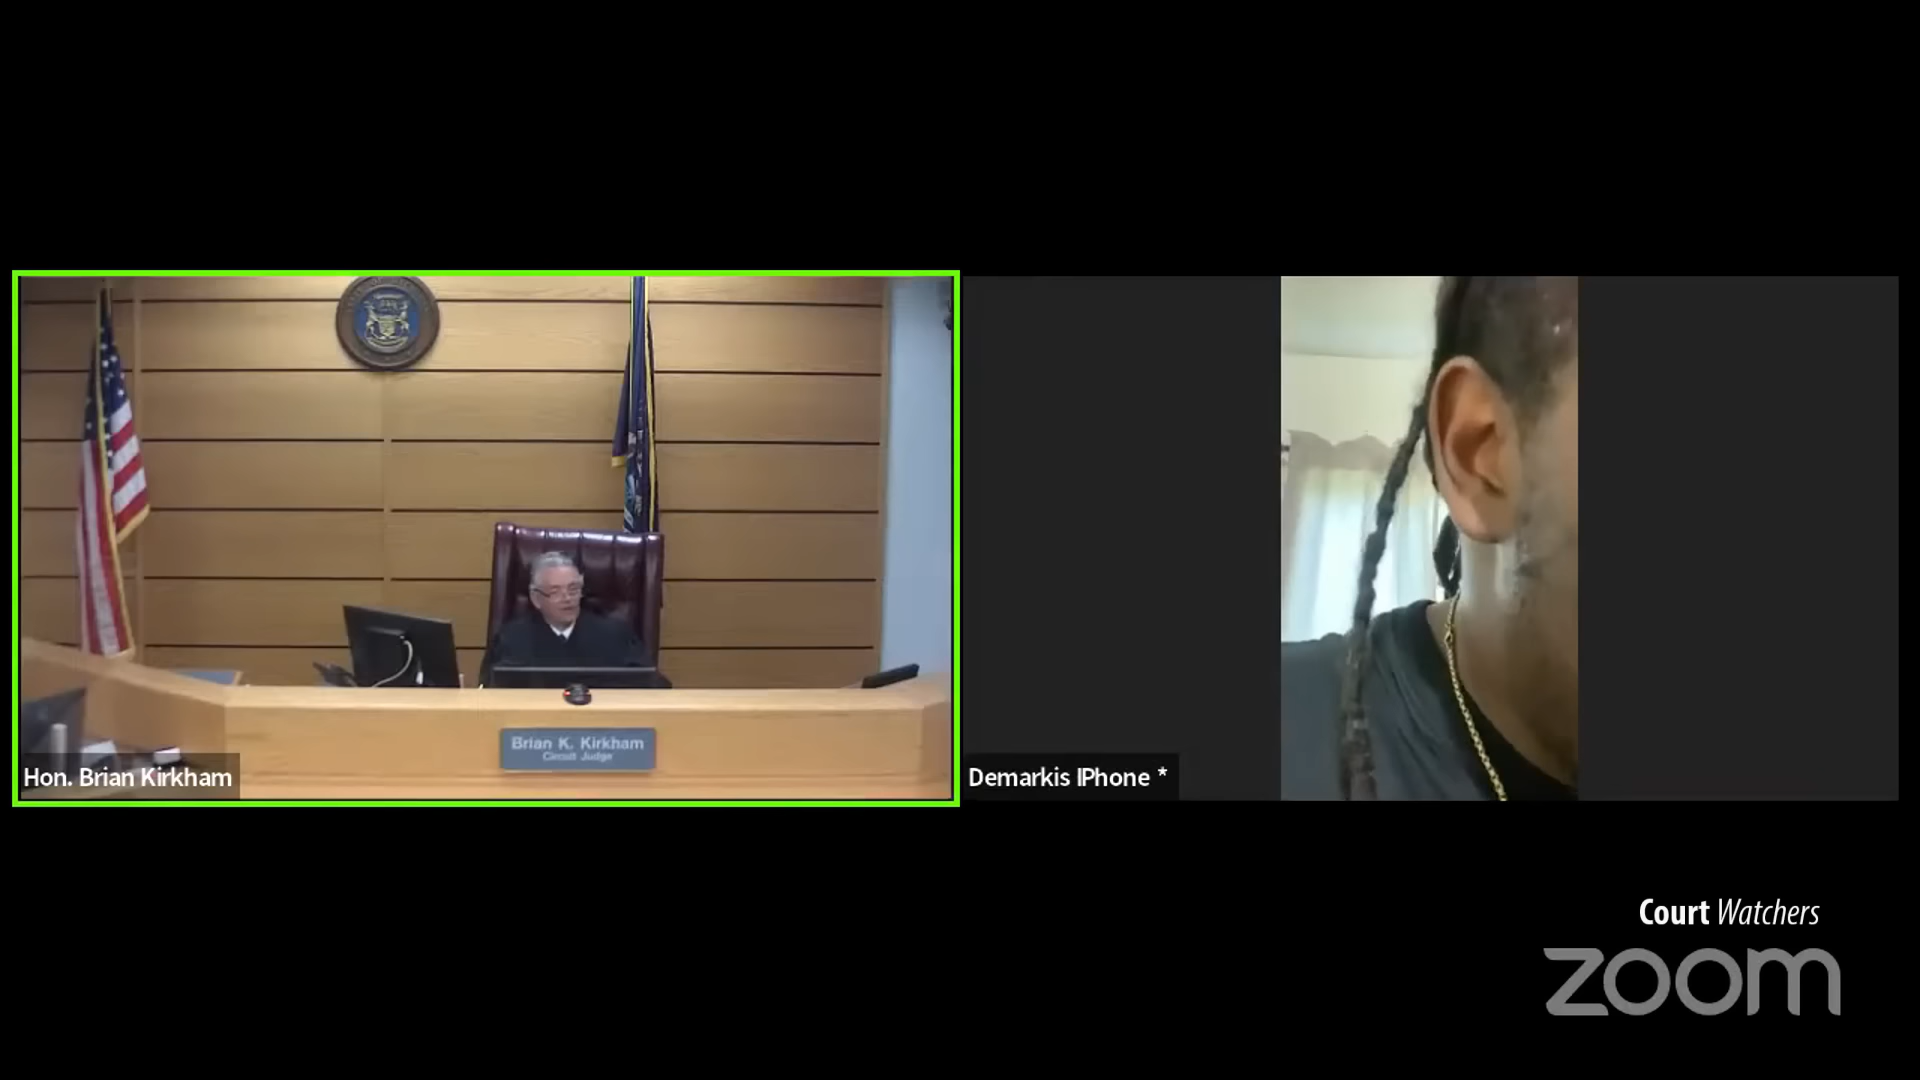 Brian K. Kirkham
Circuit Judge
Hon. Brian Kirkham
Demarkis IPhone *
Court Watchers
zoom